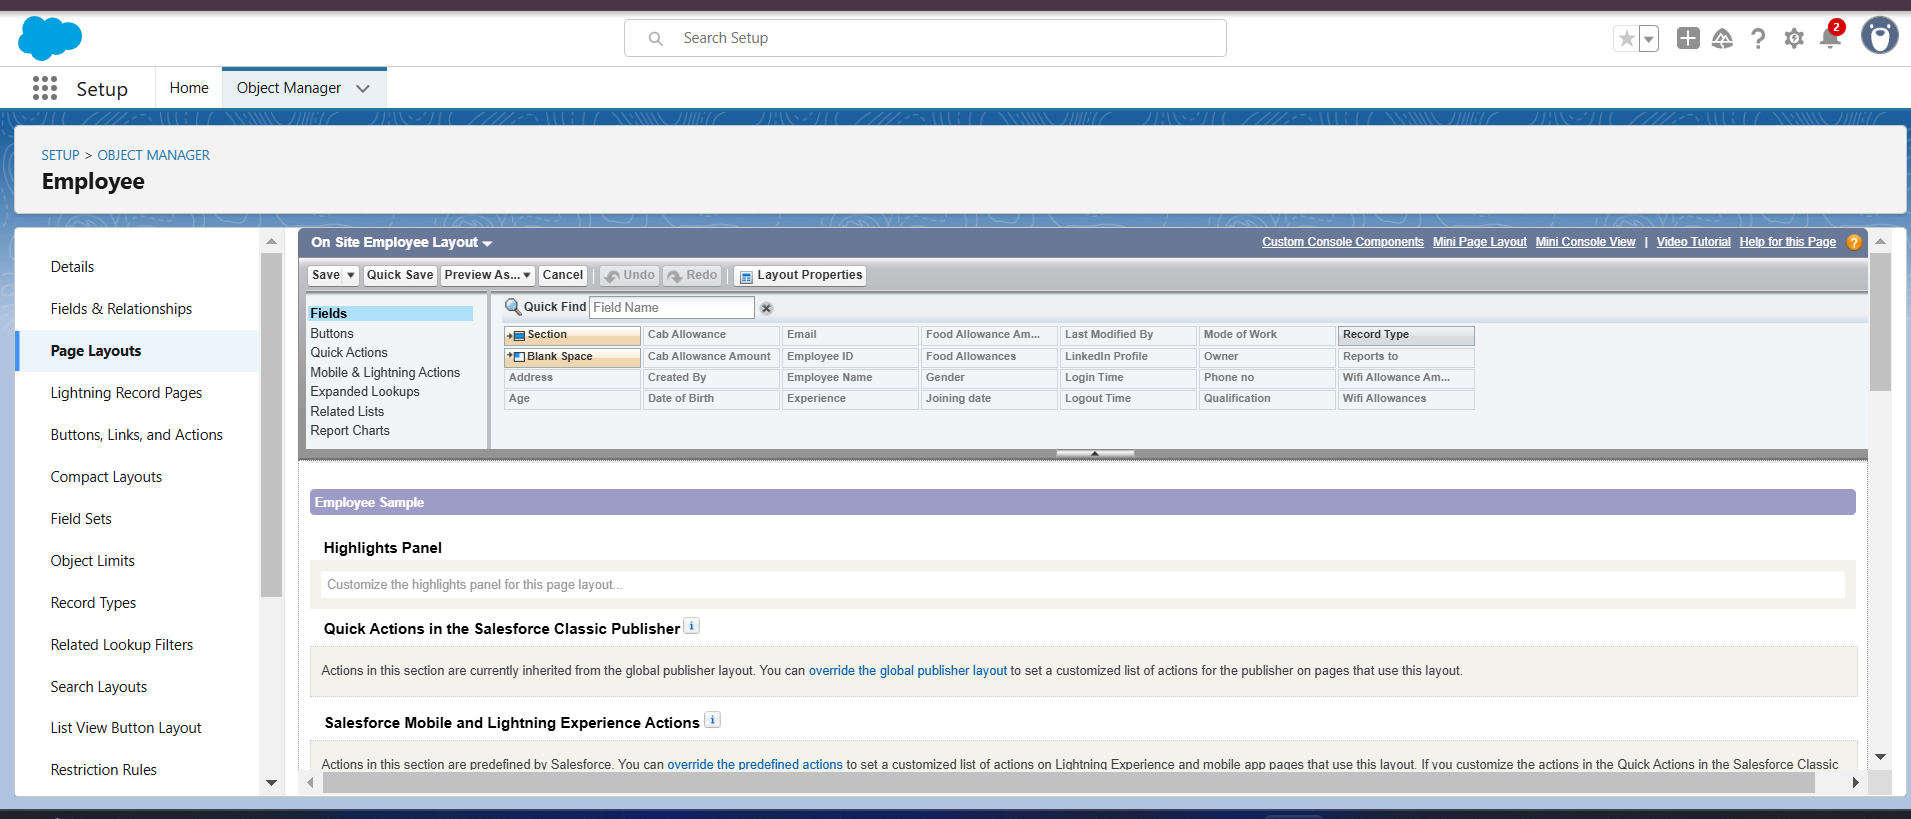 Search Setup
2
Setup
Home
Object Manager
SETUP > OBJECT MANAGER
Employee
Details
Fields & Relationships
Page Layouts
Lightning Record Pages
Buttons, Links, and Actions
Compact Layouts
Field Sets
Object Limits
Record Types
Related Lookup Filters
Search Layouts
List View Button Layout
Restriction Rules
On Site Employee Layout
Custom Console Components Mini Page Layout Mini Console View | Video Tutorial Help for this Page ?
Save Quick Save Preview As... Cancel Undo Redo Layout Properties
Fields
Buttons
Quick Actions
Mobile & Lightning Actions
Expanded Lookups
Related Lists
Report Charts
Quick Find Field Name
Section Cab Allowance Email Food Allowance Am... Last Modified By Mode of Work Record Type
Blank Space Cab Allowance Amount Employee ID Food Allowances LinkedIn Profile Owner Reports to
Address Created By Employee Name Gender Login Time Phone no Wifi Allowance Am...
Age Date of Birth Experience Joining date Logout Time Qualification Wifi Allowances
Employee Sample
Highlights Panel
Customize the highlights panel for this page layout...
Quick Actions in the Salesforce Classic Publisher i
Actions in this section are currently inherited from the global publisher layout. You can override the global publisher layout to set a customized list of actions for the publisher on pages that use this layout.
Salesforce Mobile and Lightning Experience Actions i
Actions in this section are predefined by Salesforce. You can override the predefined actions to set a customized list of actions on Lightning Experience and mobile app pages that use this layout. If you customize the actions in the Quick Actions in the Salesforce Classic